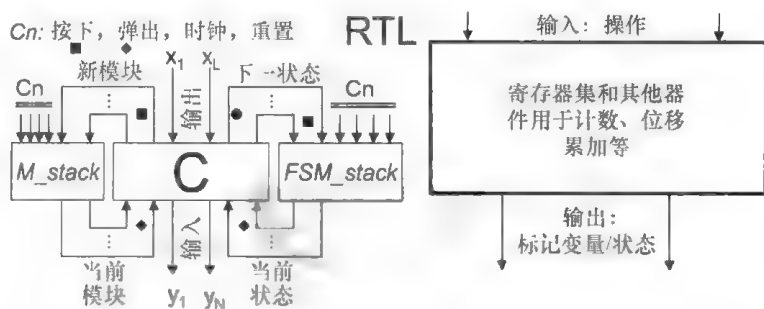 Cn: 按下，弹出，时钟，重置
RTL
输入：操作
新模块
x₁
x_L
下一状态
Cn
输出
Cn
寄存器集和其他器
件用于计数、位移
累加等
M_stack
C
FSM_stack
输入
输出：
标记变量/状态
当前
模块
y₁
y_N
当前
状态